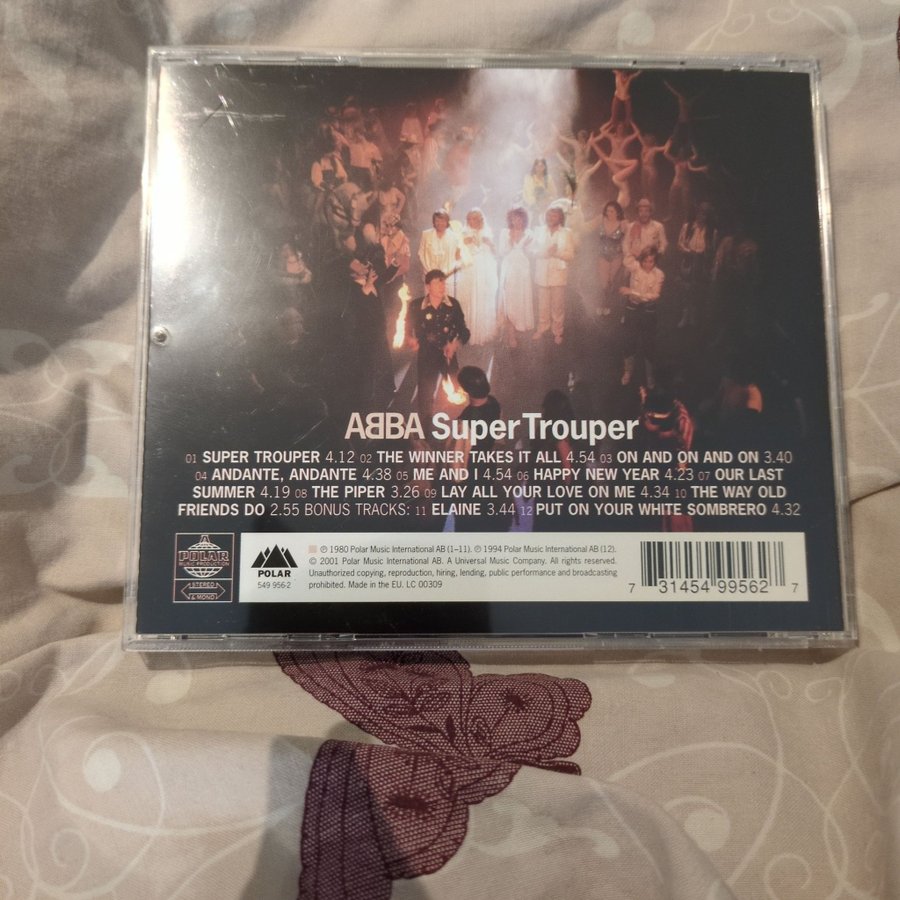 ABBA Super Trouper
01 SUPER TROUPER 4.12 02 THE WINNER TAKES IT ALL 4.54 03 ON AND ON AND ON 3.40
04 ANDANTE, ANDANTE 4.38 05 ME AND I 4.54 06 HAPPY NEW YEAR 4.23 07 OUR LAST
SUMMER 4.19 08 THE PIPER 3.26 09 LAY ALL YOUR LOVE ON ME 4.34 10 THE WAY OLD
FRIENDS DO 2.55 BONUS TRACKS: 11 ELAINE 3.44 12 PUT ON YOUR WHITE SOMBRERO 4.32
A
POLAR
MUSIC PRODUCTION
STEREO
& MONO
POLAR
549 956-2
℗ 1980 Polar Music International AB (1–11). ℗ 1994 Polar Music International AB (12).
© 2001 Polar Music International AB. A Universal Music Company. All rights reserved.
Unauthorized copying, reproduction, hiring, lending, public performance and broadcasting
prohibited. Made in the EU. LC 00309
7 31454 99562 7